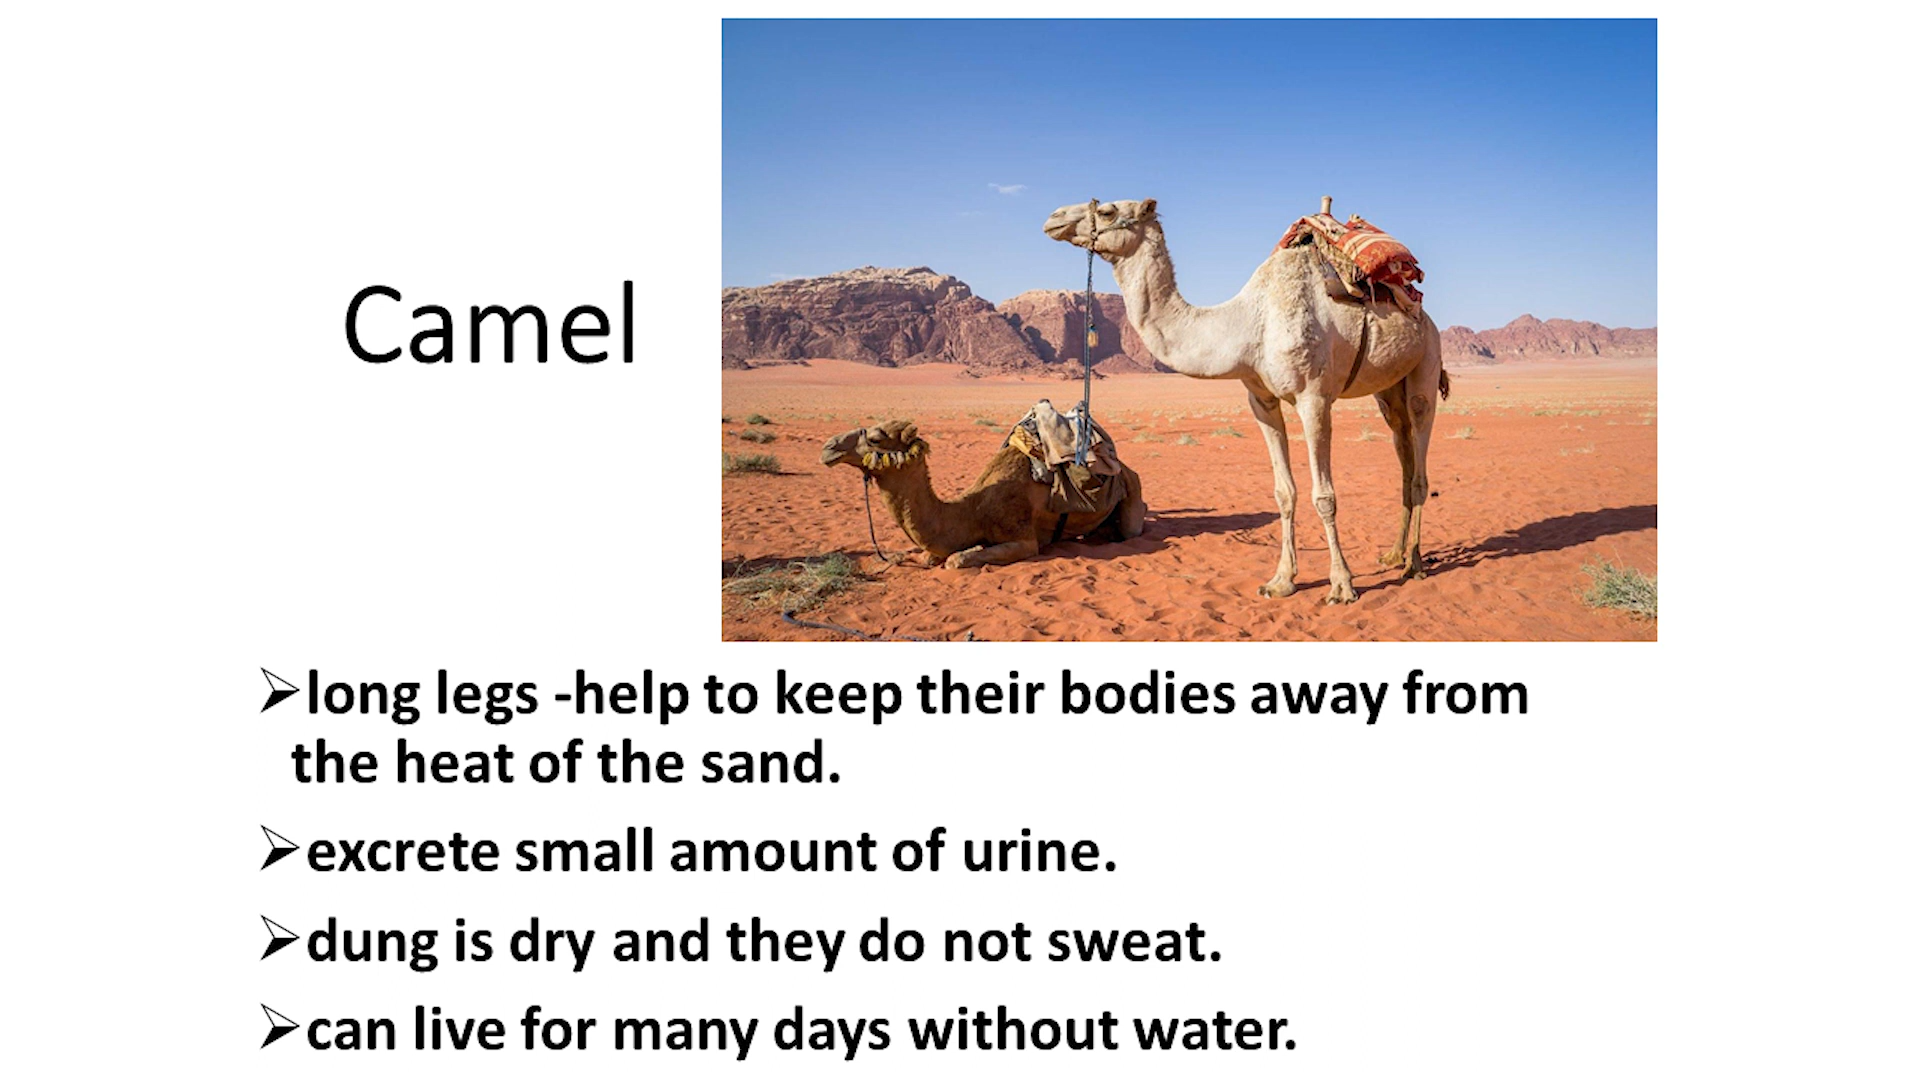 Camel
➢long legs -help to keep their bodies away from
the heat of the sand.
➢excrete small amount of urine.
➢dung is dry and they do not sweat.
➢can live for many days without water.